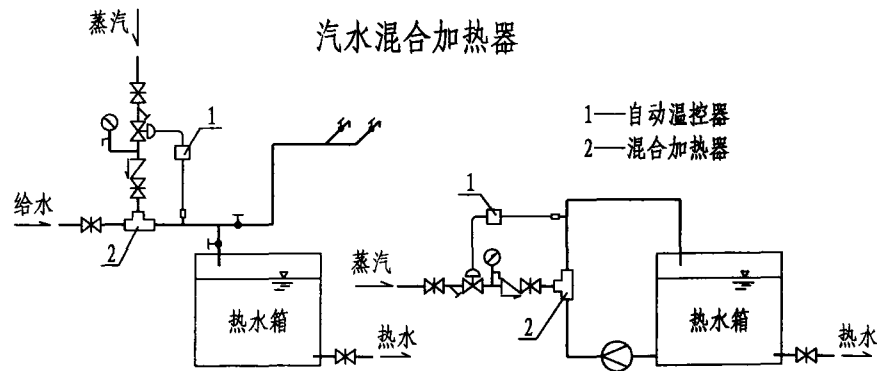 汽水混合加热器
蒸汽
1
1——自动温控器
2——混合加热器
给水
2
热水箱
热水
1
蒸汽
2
热水箱
热水